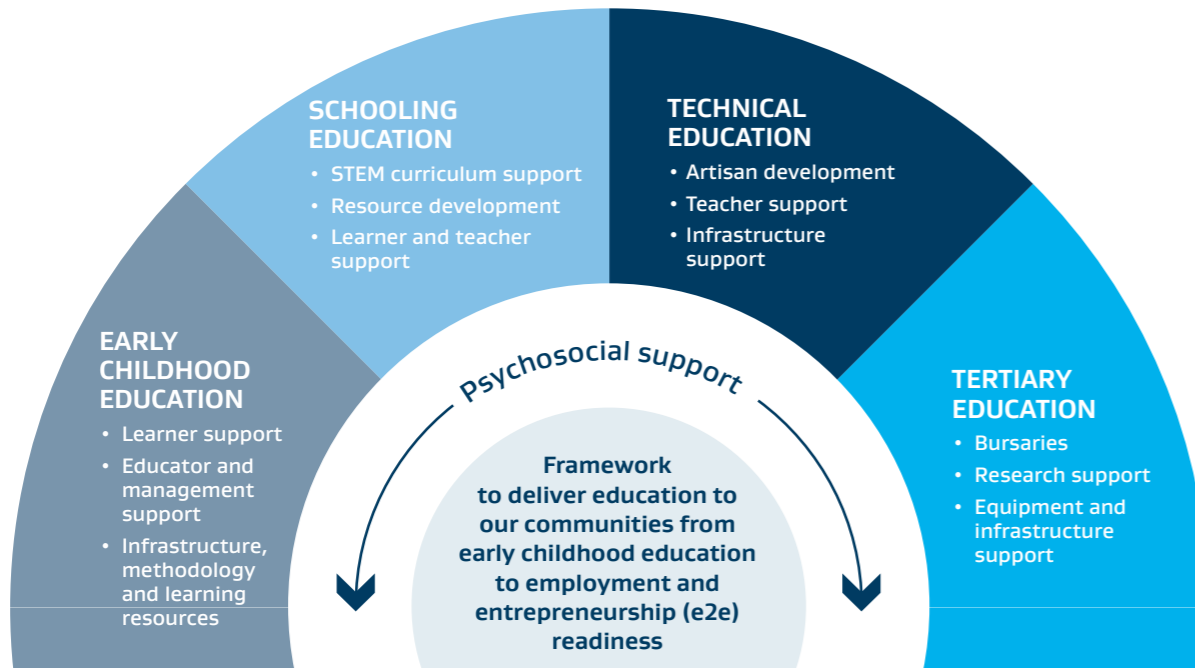 SCHOOLING
EDUCATION
• STEM curriculum support
• Resource development
• Learner and teacher
support
TECHNICAL
EDUCATION
• Artisan development
• Teacher support
• Infrastructure
support
EARLY
CHILDHOOD
EDUCATION
• Learner support
• Educator and
management
support
• Infrastructure,
methodology
and learning
resources
TERTIARY
EDUCATION
• Bursaries
• Research support
• Equipment and
infrastructure
support
Psychosocial support
Framework
to deliver education to
our communities from
early childhood education
to employment and
entrepreneurship (e2e)
readiness